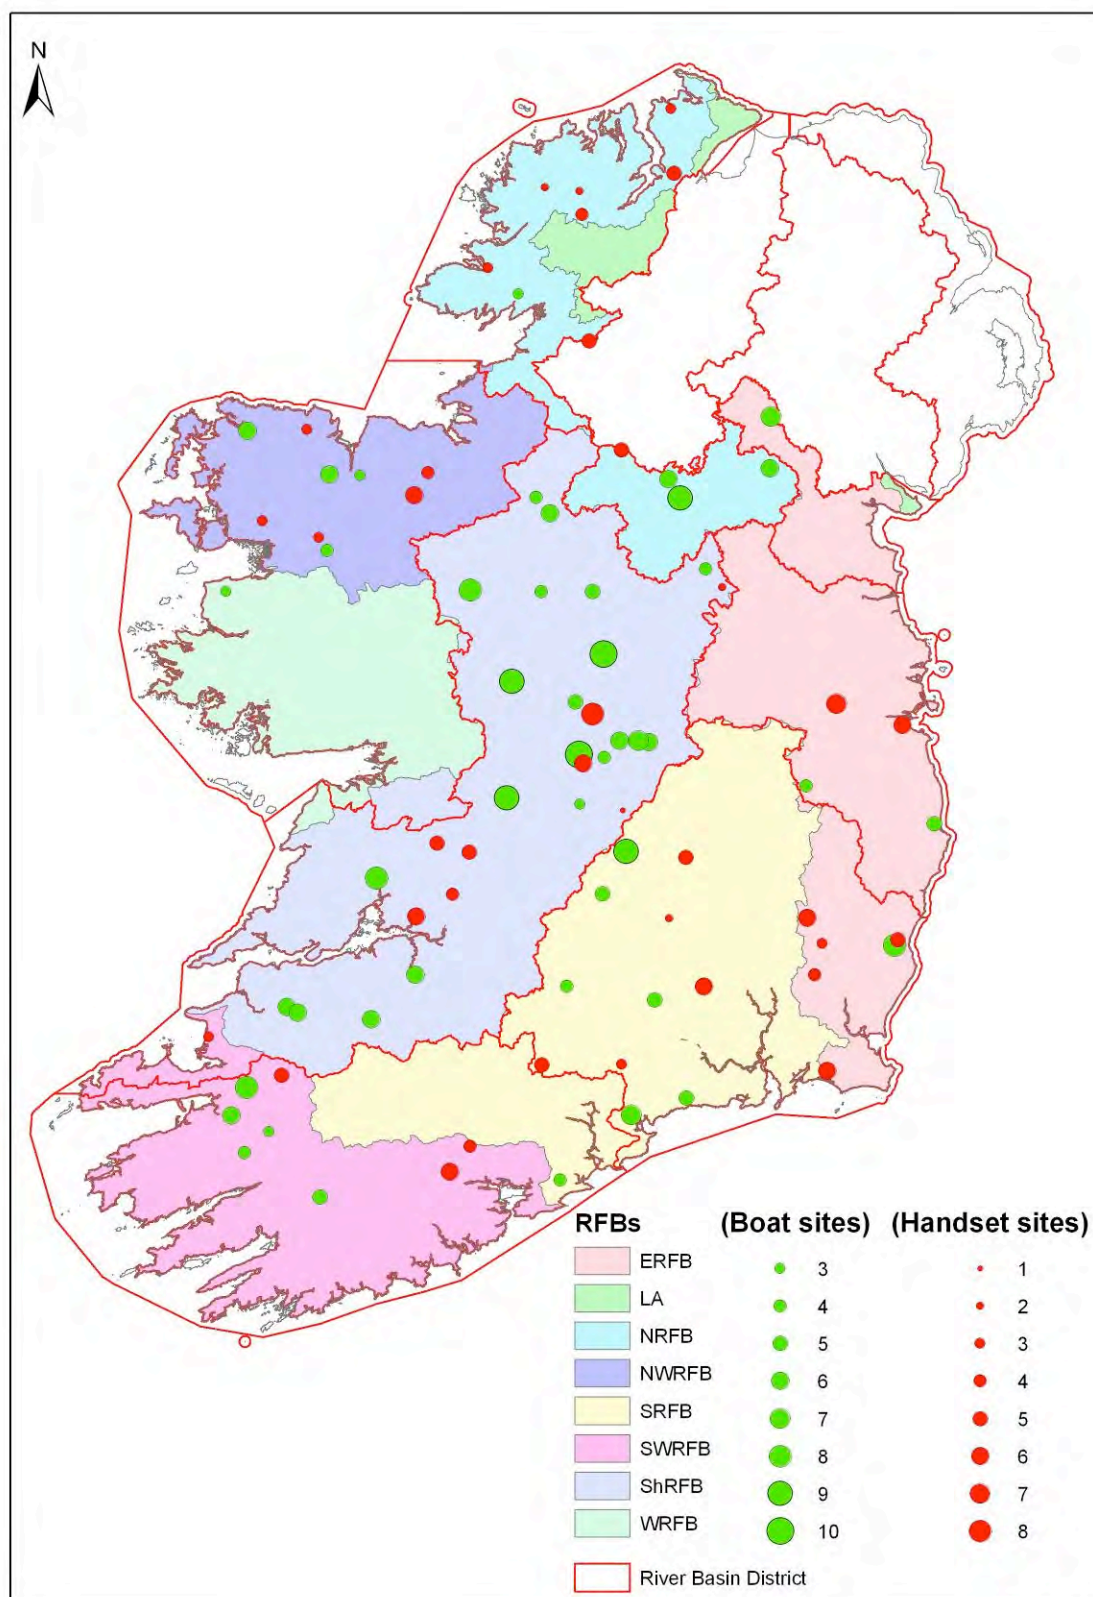 N
RFBs (Boat sites) (Handset sites)
ERFB 3 1
LA 4 2
NRFB 5 3
NWRFB 6 4
SRFB 7 5
SWRFB 8 6
ShRFB 9 7
WRFB 10 8
River Basin District